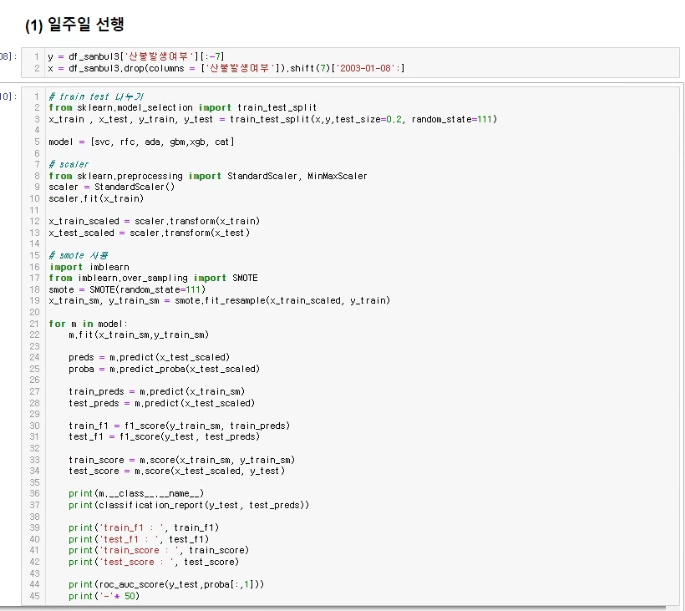 (1) 일주일 선행
08]:
1 y = df_sanbul3['산불발생여부'][:-7]
2 x = df_sanbul3.drop(columns = ['산불발생여부']).shift(7)['2003-01-08':]
10]:
1 # train test 나누기
2 from sklearn.model_selection import train_test_split
3 x_train , x_test, y_train, y_test = train_test_split(x,y,test_size=0.2, random_state=111)
4
5 model = [svc, rfc, ada, gbm,xgb, cat]
6
7 # scaler
8 from sklearn.preprocessing import StandardScaler, MinMaxScaler
9 scaler = StandardScaler()
10 scaler.fit(x_train)
11
12 x_train_scaled = scaler.transform(x_train)
13 x_test_scaled = scaler.transform(x_test)
14
15 # smote 사용
16 import imblearn
17 from imblearn.over_sampling import SMOTE
18 smote = SMOTE(random_state=111)
19 x_train_sm, y_train_sm = smote.fit_resample(x_train_scaled, y_train)
20
21 for m in model:
22 m.fit(x_train_sm,y_train_sm)
23
24 preds = m.predict(x_test_scaled)
25 proba = m.predict_proba(x_test_scaled)
26
27 train_preds = m.predict(x_train_sm)
28 test_preds = m.predict(x_test_scaled)
29
30 train_f1 = f1_score(y_train_sm, train_preds)
31 test_f1 = f1_score(y_test, test_preds)
32
33 train_score = m.score(x_train_sm, y_train_sm)
34 test_score = m.score(x_test_scaled, y_test)
35
36 print(m.__class__.__name__)
37 print(classification_report(y_test, test_preds))
38
39 print('train_f1 : ', train_f1)
40 print('test_f1 : ', test_f1)
41 print('train_score : ', train_score)
42 print('test_score : ', test_score)
43
44 print(roc_auc_score(y_test,proba[:,1]))
45 print('-'* 50)